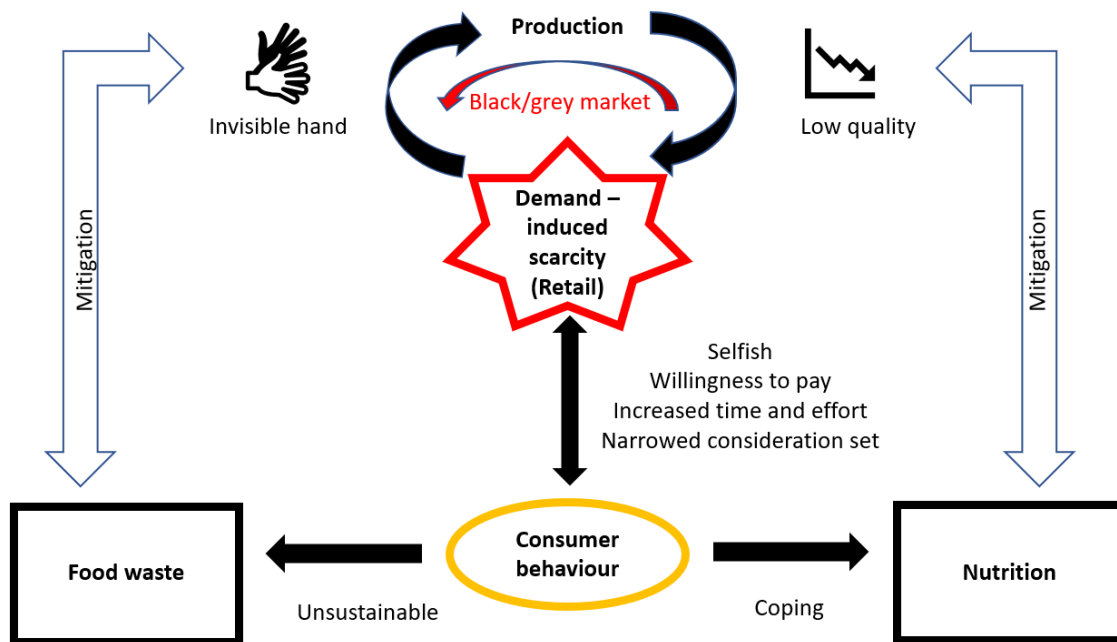 Production
Black/grey market
Invisible hand
Low quality
Demand –
induced
scarcity
(Retail)
Mitigation
Mitigation
Selfish
Willingness to pay
Increased time and effort
Narrowed consideration set
Food waste
Consumer
behaviour
Nutrition
Unsustainable
Coping